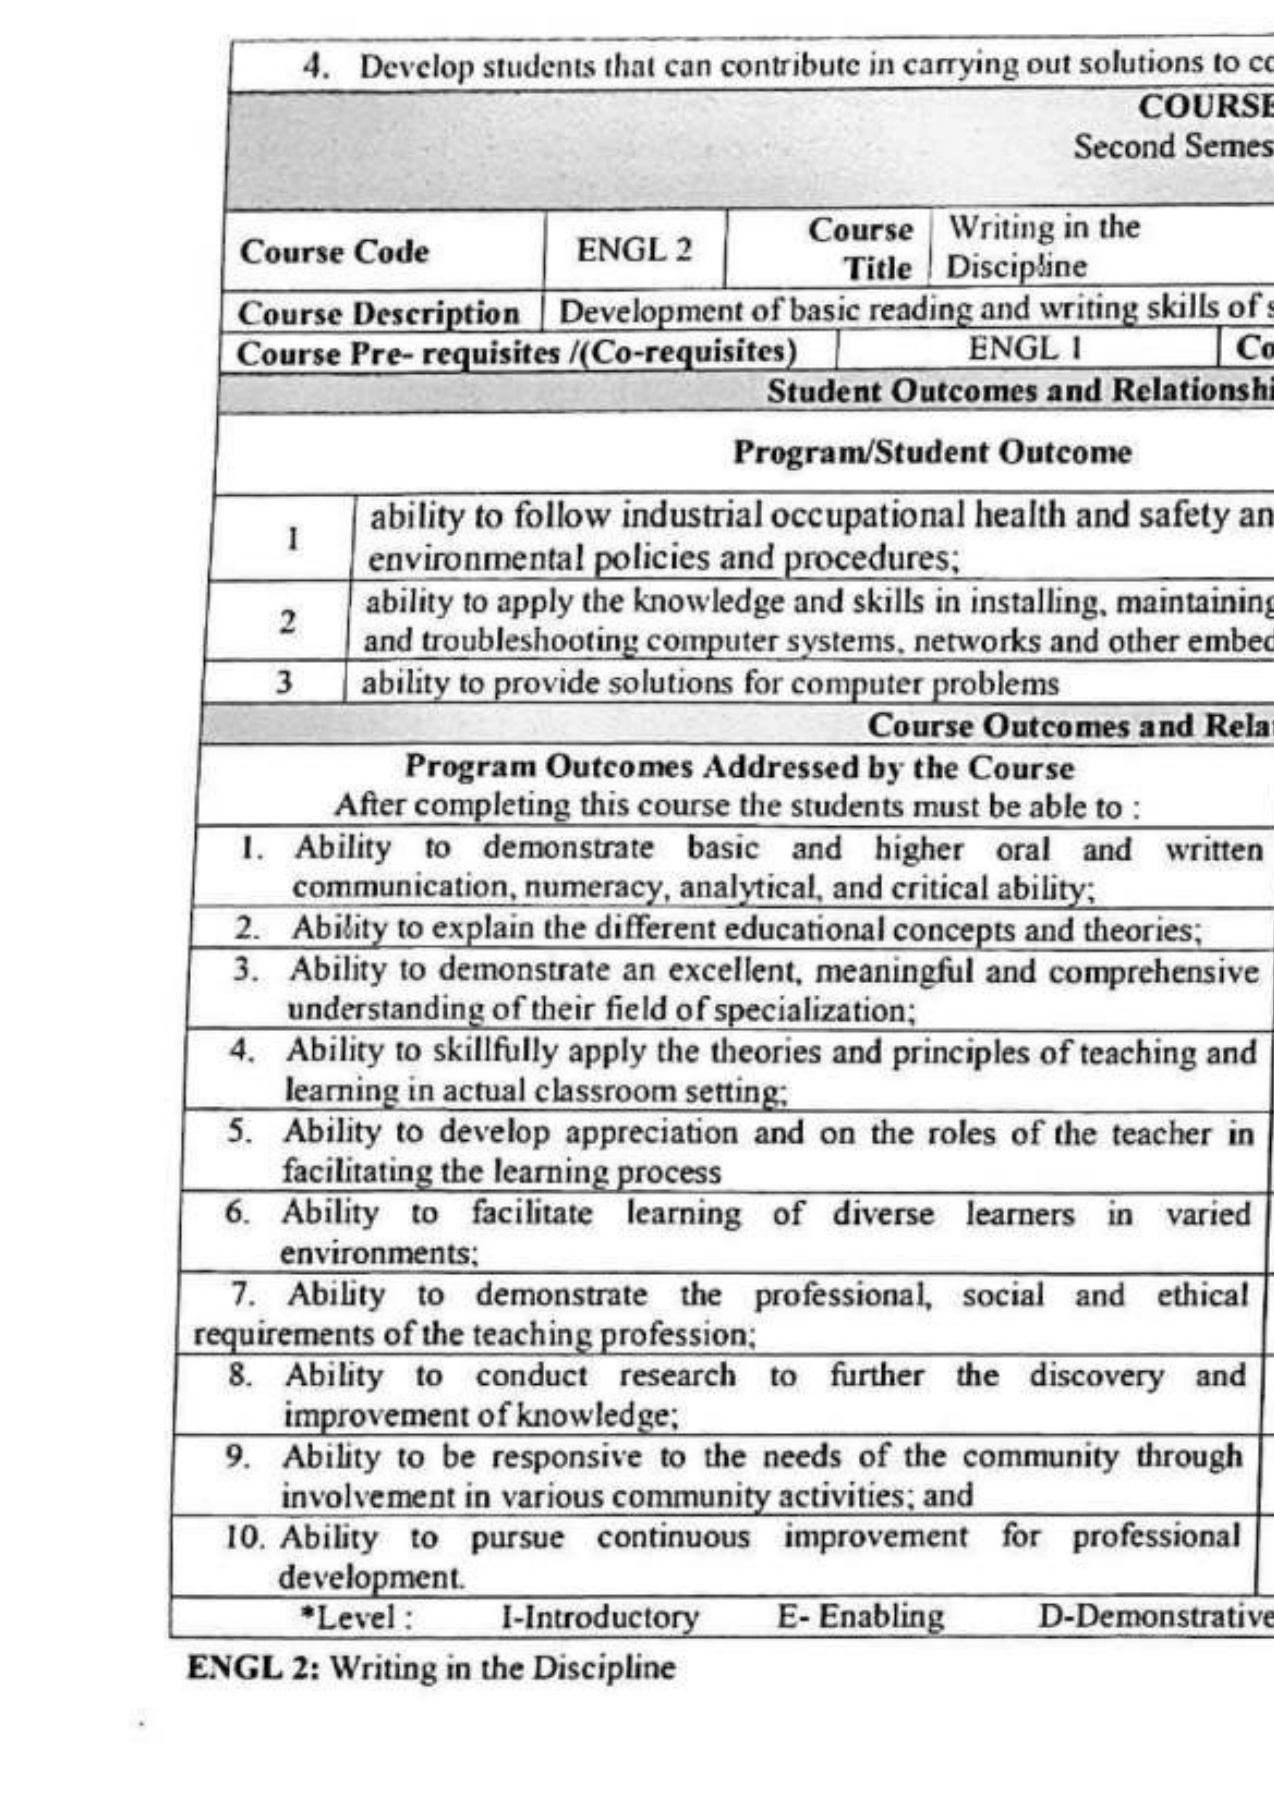 4. Develop students that can contribute in carrying out solutions to
COURSE
Second
Course Code
ENGL 2
Course
Title
Writing in the
Discipline
Course Description
Development of basic reading and writing skills of
Course Pre- requisites /(Co-requisites)
ENGL 1
Student Outcomes and
Program/Student Outcome
1
ability to follow industrial occupational health and safety
environmental policies and procedures;
2
ability to apply the knowledge and skills in installing, maintaining
and troubleshooting computer systems, networks and other
3
ability to provide solutions for computer problems
Course Outcomes and
Program Outcomes Addressed by the Course
After completing this course the students must be able to :
1. Ability to demonstrate basic and higher oral and written
communication, numeracy, analytical, and critical ability;
2. Ability to explain the different educational concepts and theories;
3. Ability to demonstrate an excellent, meaningful and comprehensive
understanding of their field of specialization;
4. Ability to skillfully apply the theories and principles of teaching and
learning in actual classroom setting;
5. Ability to develop appreciation and on the roles of the teacher in
facilitating the learning process
6. Ability to facilitate learning of diverse learners in varied
environments;
7. Ability to demonstrate the professional, social and ethical
requirements of the teaching profession;
8. Ability to conduct research to further the discovery and
improvement of knowledge;
9. Ability to be responsive to the needs of the community through
involvement in various community activities; and
10. Ability to pursue continuous improvement for professional
development.
*Level : I-Introductory E- Enabling D-Demonstrative
ENGL 2: Writing in the Discipline